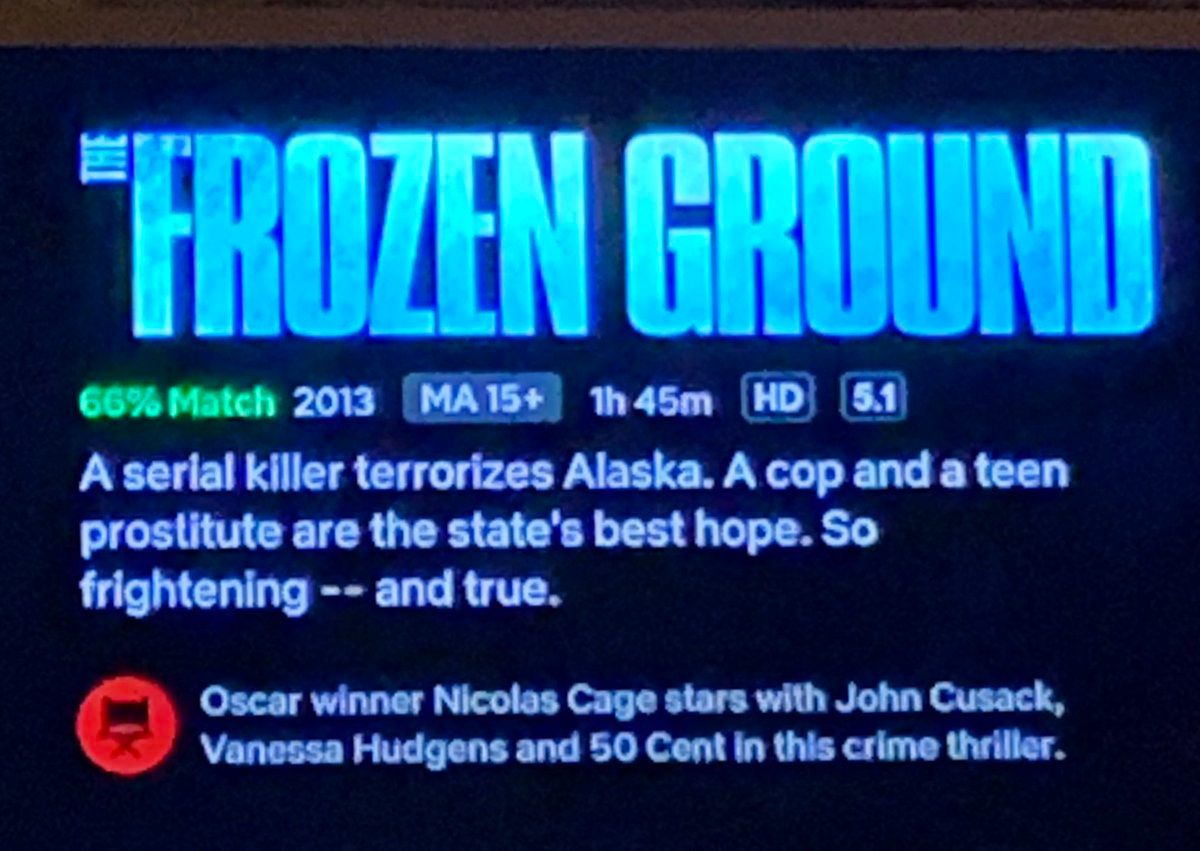 THE FROZEN GROUND
66% Match 2013 MA 15+ 1h 45m HD 5.1
A serial killer terrorizes Alaska. A cop and a teen
prostitute are the state's best hope. So
frightening -- and true.
Oscar winner Nicolas Cage stars with John Cusack,
Vanessa Hudgens and 50 Cent in this crime thriller.